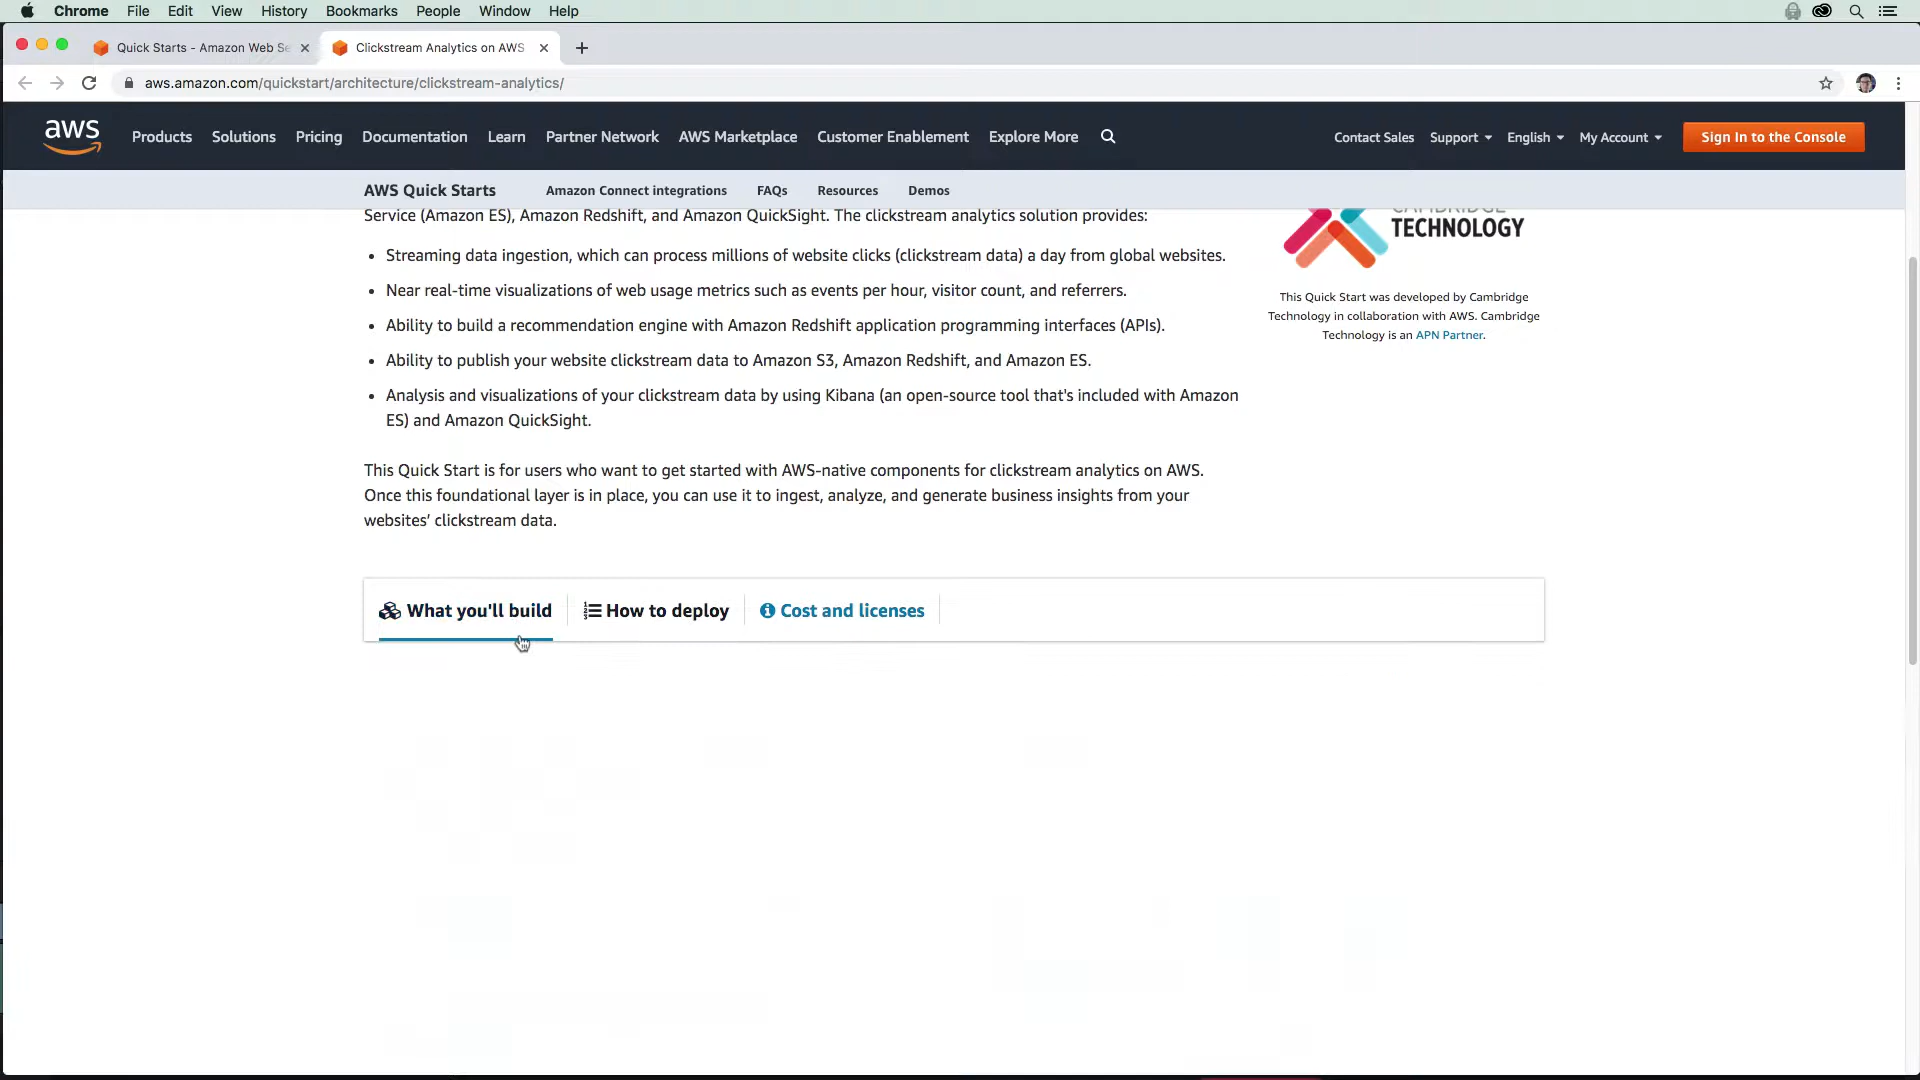 Chrome File Edit View History Bookmarks People Window Help
Quick Starts - Amazon Web Se
Clickstream Analytics on AWS
aws.amazon.com/quickstart/architecture/clickstream-analytics/
aws Products Solutions Pricing Documentation Learn Partner Network AWS Marketplace Customer Enablement Explore More Contact Sales Support English My Account Sign In to the Console
AWS Quick Starts Amazon Connect integrations FAQs Resources Demos
Service (Amazon ES), Amazon Redshift, and Amazon QuickSight. The clickstream analytics solution provides:
• Streaming data ingestion, which can process millions of website clicks (clickstream data) a day from global websites.
• Near real-time visualizations of web usage metrics such as events per hour, visitor count, and referrers.
• Ability to build a recommendation engine with Amazon Redshift application programming interfaces (APIs).
• Ability to publish your website clickstream data to Amazon S3, Amazon Redshift, and Amazon ES.
• Analysis and visualizations of your clickstream data by using Kibana (an open-source tool that's included with Amazon
ES) and Amazon QuickSight.
This Quick Start is for users who want to get started with AWS-native components for clickstream analytics on AWS.
Once this foundational layer is in place, you can use it to ingest, analyze, and generate business insights from your
websites’ clickstream data.
CAMBRIDGE
TECHNOLOGY
This Quick Start was developed by Cambridge
Technology in collaboration with AWS. Cambridge
Technology is an APN Partner.
What you'll build
How to deploy
Cost and licenses